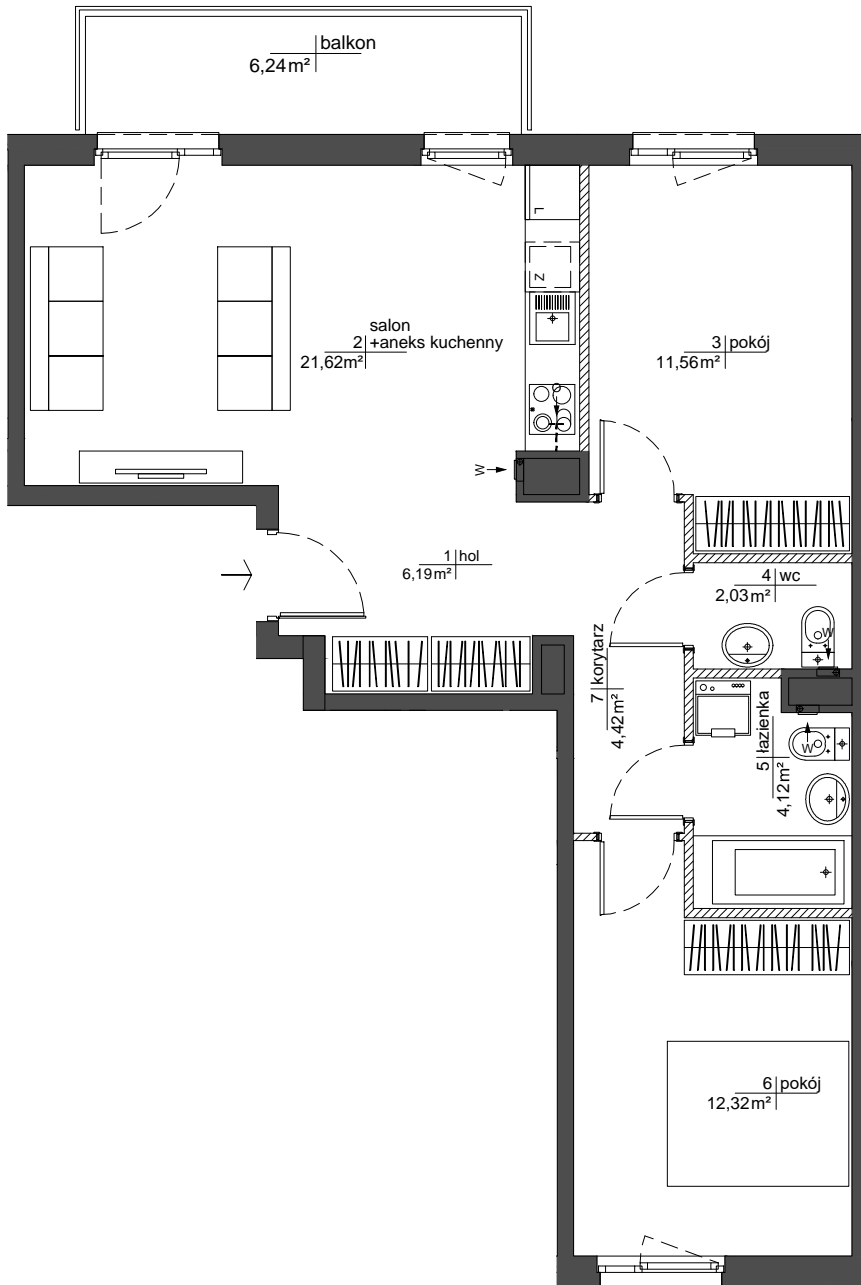 balkon
6,24m²
L
Z
salon
2 +aneks kuchenny
21,62m²
3 pokój
11,56m²
W
1 hol
6,19m²
4 wc
2,03m²
W
7 korytarz
4,42m²
5 łazienka
4,12m²
W
6 pokój
12,32m²